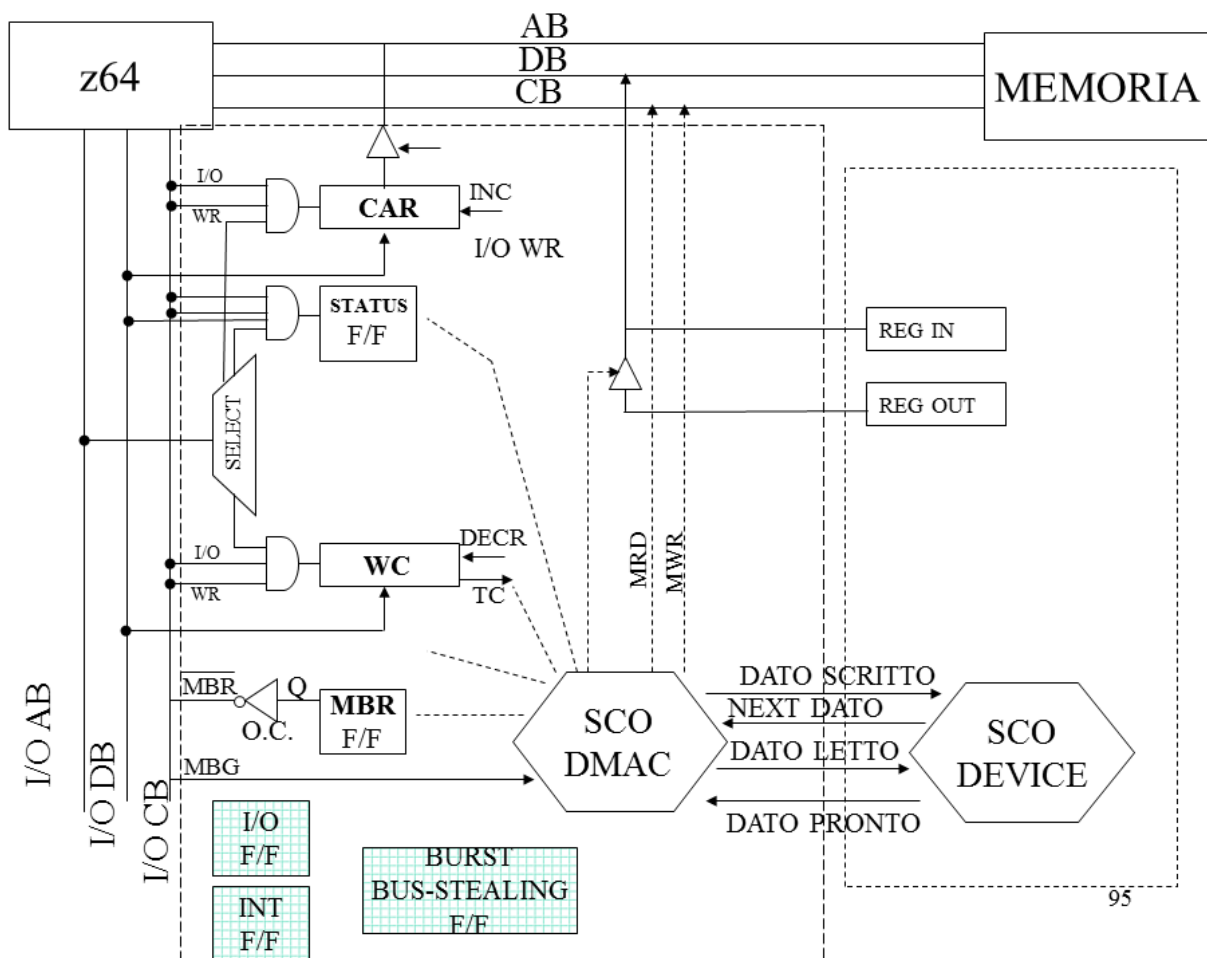 AB
z64
DB
CB
MEMORIA
I/O
WR
CAR
INC
I/O WR
STATUS
F/F
SELECT
REG IN
REG OUT
I/O
WR
WC
DECR
TC
MRD
MWR
MBR
O.C.
Q
MBR
F/F
MBG
SCO
DMAC
DATO SCRITTO
NEXT DATO
DATO LETTO
DATO PRONTO
SCO
DEVICE
I/O AB
I/O DB
I/O CB
I/O
F/F
INT
F/F
BURST
BUS-STEALING
F/F
95